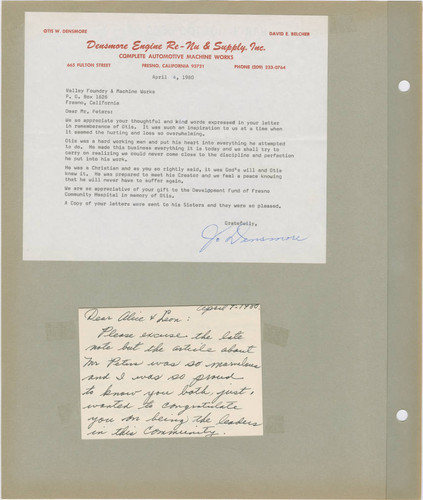 OTIS W. DENSMORE
DAVID E. BELCHER
Densmore Engine Re-Nu & Supply, Inc.
COMPLETE AUTOMOTIVE MACHINE WORKS
665 FULTON STREET FRESNO, CALIFORNIA 93721 PHONE (209) 233-0764
April 4, 1980
Valley Foundry & Machine Works
P. O. Box 1626
Fresno, California
Dear Mr. Peters:
We so appreciate your thoughtful and kind words expressed in your letter
in rememberance of Otis. It was such an inspiration to us at a time when
it seemed the hurting and loss so overwhelming.
Otis was a hard working man and put his heart into everything he attempted
to do. He made this business everything it is today and we shall try to
carry on realizing we could never come close to the discipline and perfection
he put into his work.
He was a Christian and as you so rightly said, it was God's will and Otis
knew it. He was prepared to meet his Creator and we feel a peace knowing
that he will never have to suffer again.
We are so appreciative of your gift to the Development Fund of Fresno
Community Hospital in memory of Otis.
A Copy of your letters were sent to his Sisters and they were so pleased.
Gratefully,
Jo Densmore
April 9-1980.
Dear Alice & Leon:
Please excuse the late
note but the article about
Mr Peters was so marvelous
and I was so proud
to know you both, just
wanted to congratulate
you on being the leaders
in this Community.